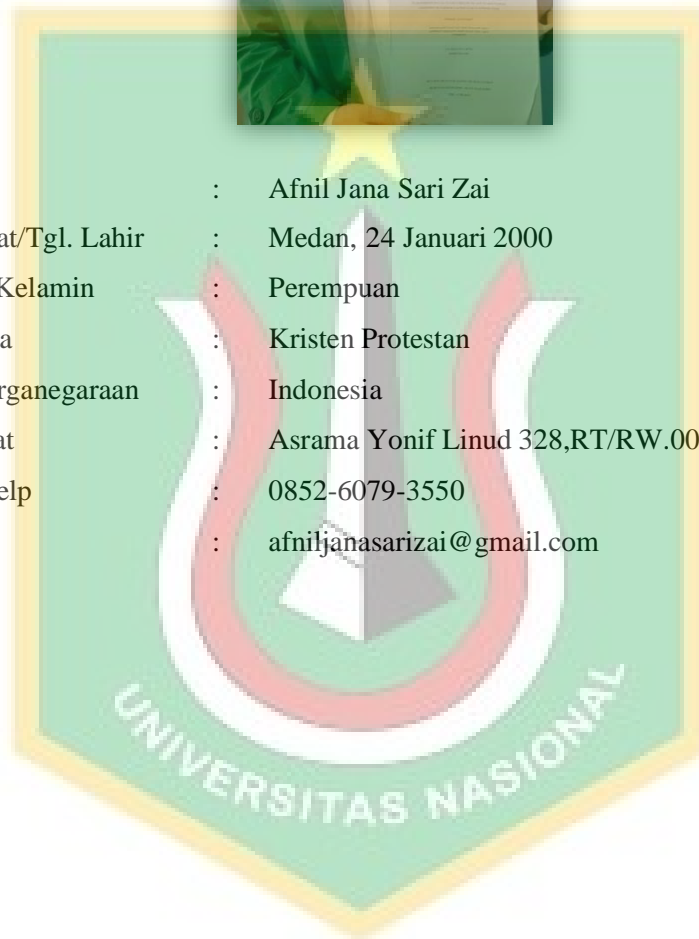 : Afnil Jana Sari Zai
at/Tgl. Lahir : Medan, 24 Januari 2000
Kelamin : Perempuan
a : Kristen Protestan
rganegaraan : Indonesia
at : Asrama Yonif Linud 328,RT/RW.00
elp : 0852-6079-3550
: afniljanasarizai@gmail.com
UNIVERSITAS NASIONAL